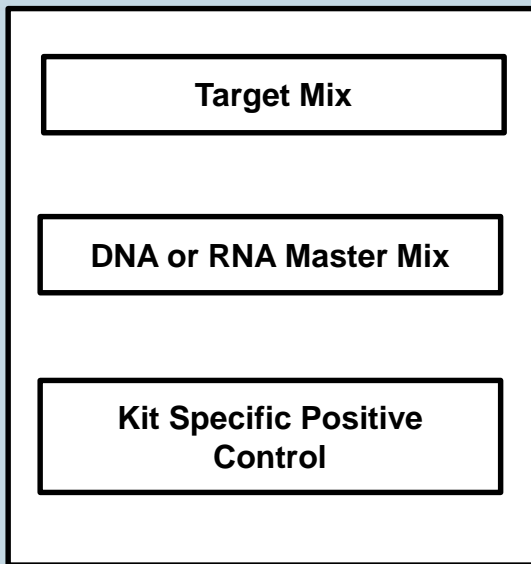 Target Mix
DNA or RNA Master Mix
Kit Specific Positive
Control